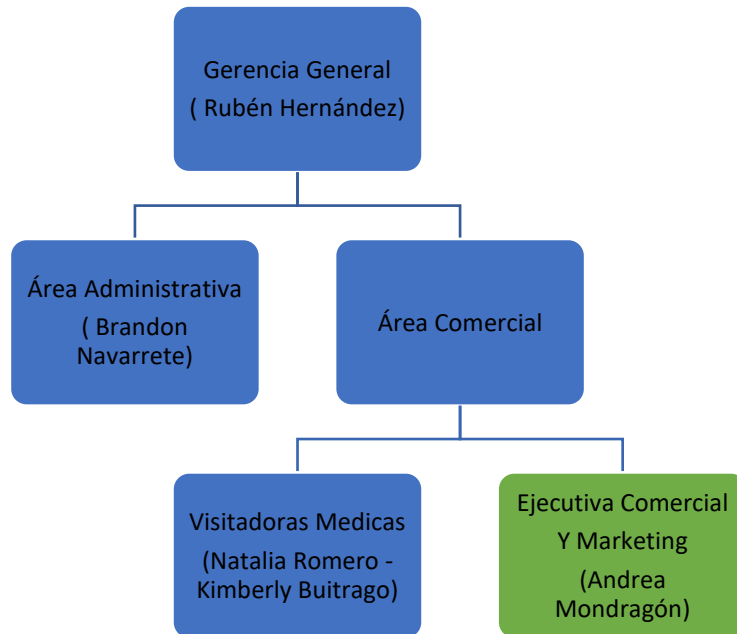 Gerencia General
( Rubén Hernández)
Área Administrativa
( Brandon
Navarrete)
Área Comercial
Visitadoras Medicas
(Natalia Romero -
Kimberly Buitrago)
Ejecutiva Comercial
Y Marketing
(Andrea
Mondragón)